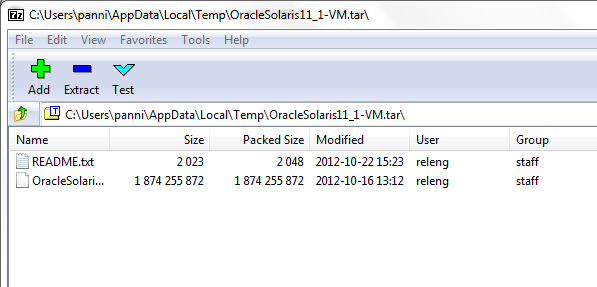 7z C:\Users\panni\AppData\Local\Temp\OracleSolaris11_1-VM.tar\
File Edit View Favorites Tools Help
Add Extract Test
C:\Users\panni\AppData\Local\Temp\OracleSolaris11_1-VM.tar\
Name Size Packed Size Modified User Group
README.txt 2 023 2 048 2012-10-22 15:23 releng staff
OracleSolari... 1 874 255 872 1 874 255 872 2012-10-16 13:12 releng staff